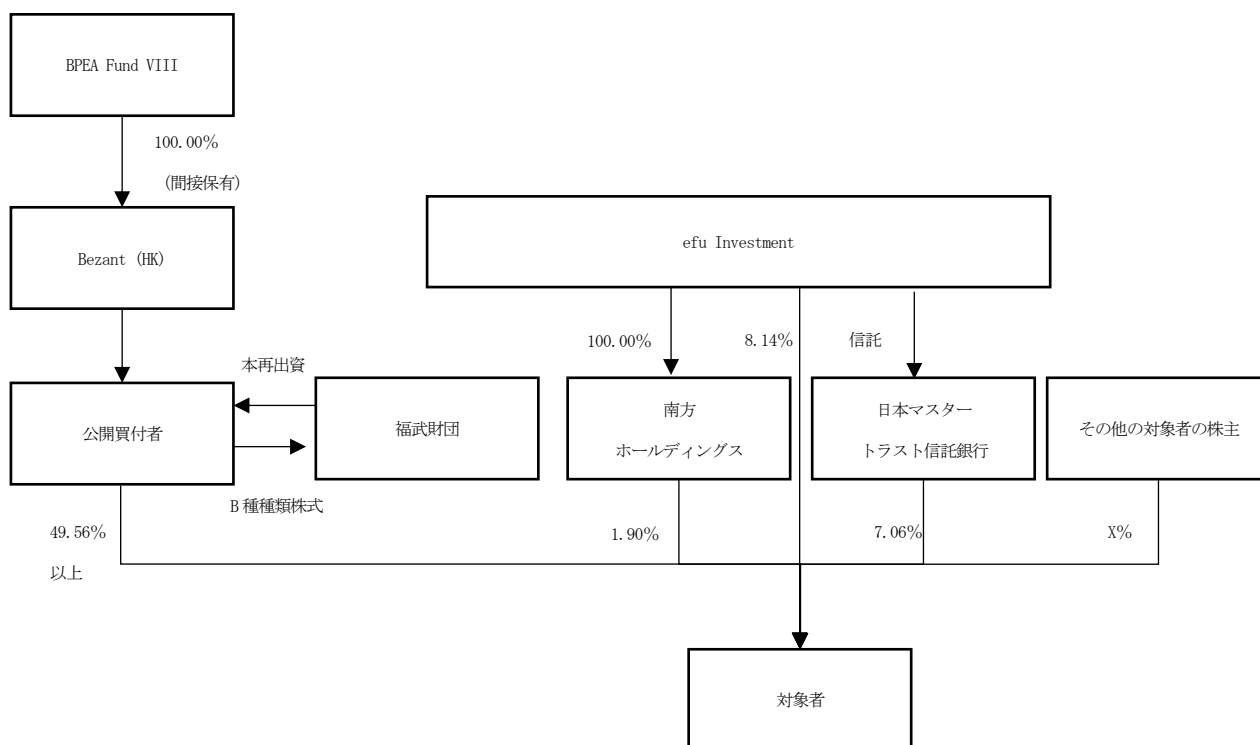 BPEA Fund VIII
100.00%
(間接保有)
Bezant (HK)
efu Investment
100.00%
8.14%
信託
本再出資
公開買付者
福武財団
南方
ホールディングス
日本マスター
トラスト信託銀行
その他の対象者の株主
B種種類株式
49.56%
以上
1.90%
7.06%
X%
対象者